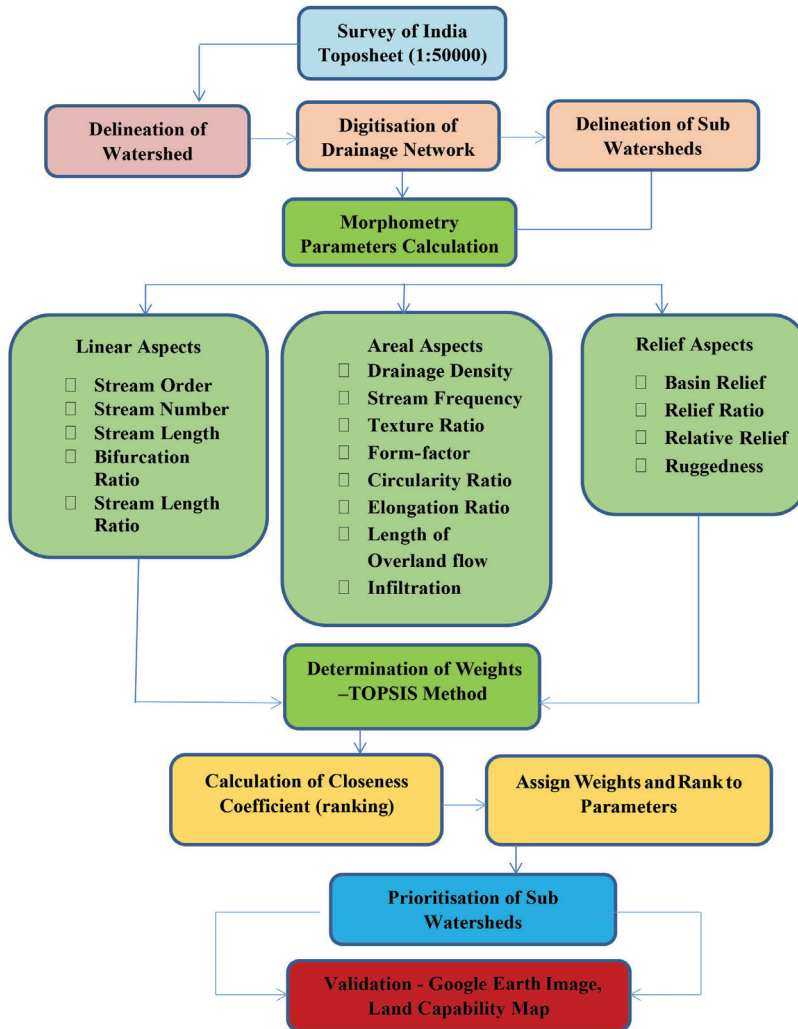 Survey of India
Toposheet (1:50000)
Delineation of
Watershed
Digitisation of
Drainage Network
Delineation of Sub
Watersheds
Morphometry
Parameters Calculation
Linear Aspects
Stream Order
Stream Number
Stream Length
Bifurcation
Ratio
Stream Length
Ratio
Areal Aspects
Drainage Density
Stream Frequency
Texture Ratio
Form-factor
Circularity Ratio
Elongation Ratio
Length of
Overland flow
Infiltration
Relief Aspects
Basin Relief
Relief Ratio
Relative Relief
Ruggedness
Determination of Weights
–TOPSIS Method
Calculation of Closeness
Coefficient (ranking)
Assign Weights and Rank to
Parameters
Prioritisation of Sub
Watersheds
Validation - Google Earth Image,
Land Capability Map